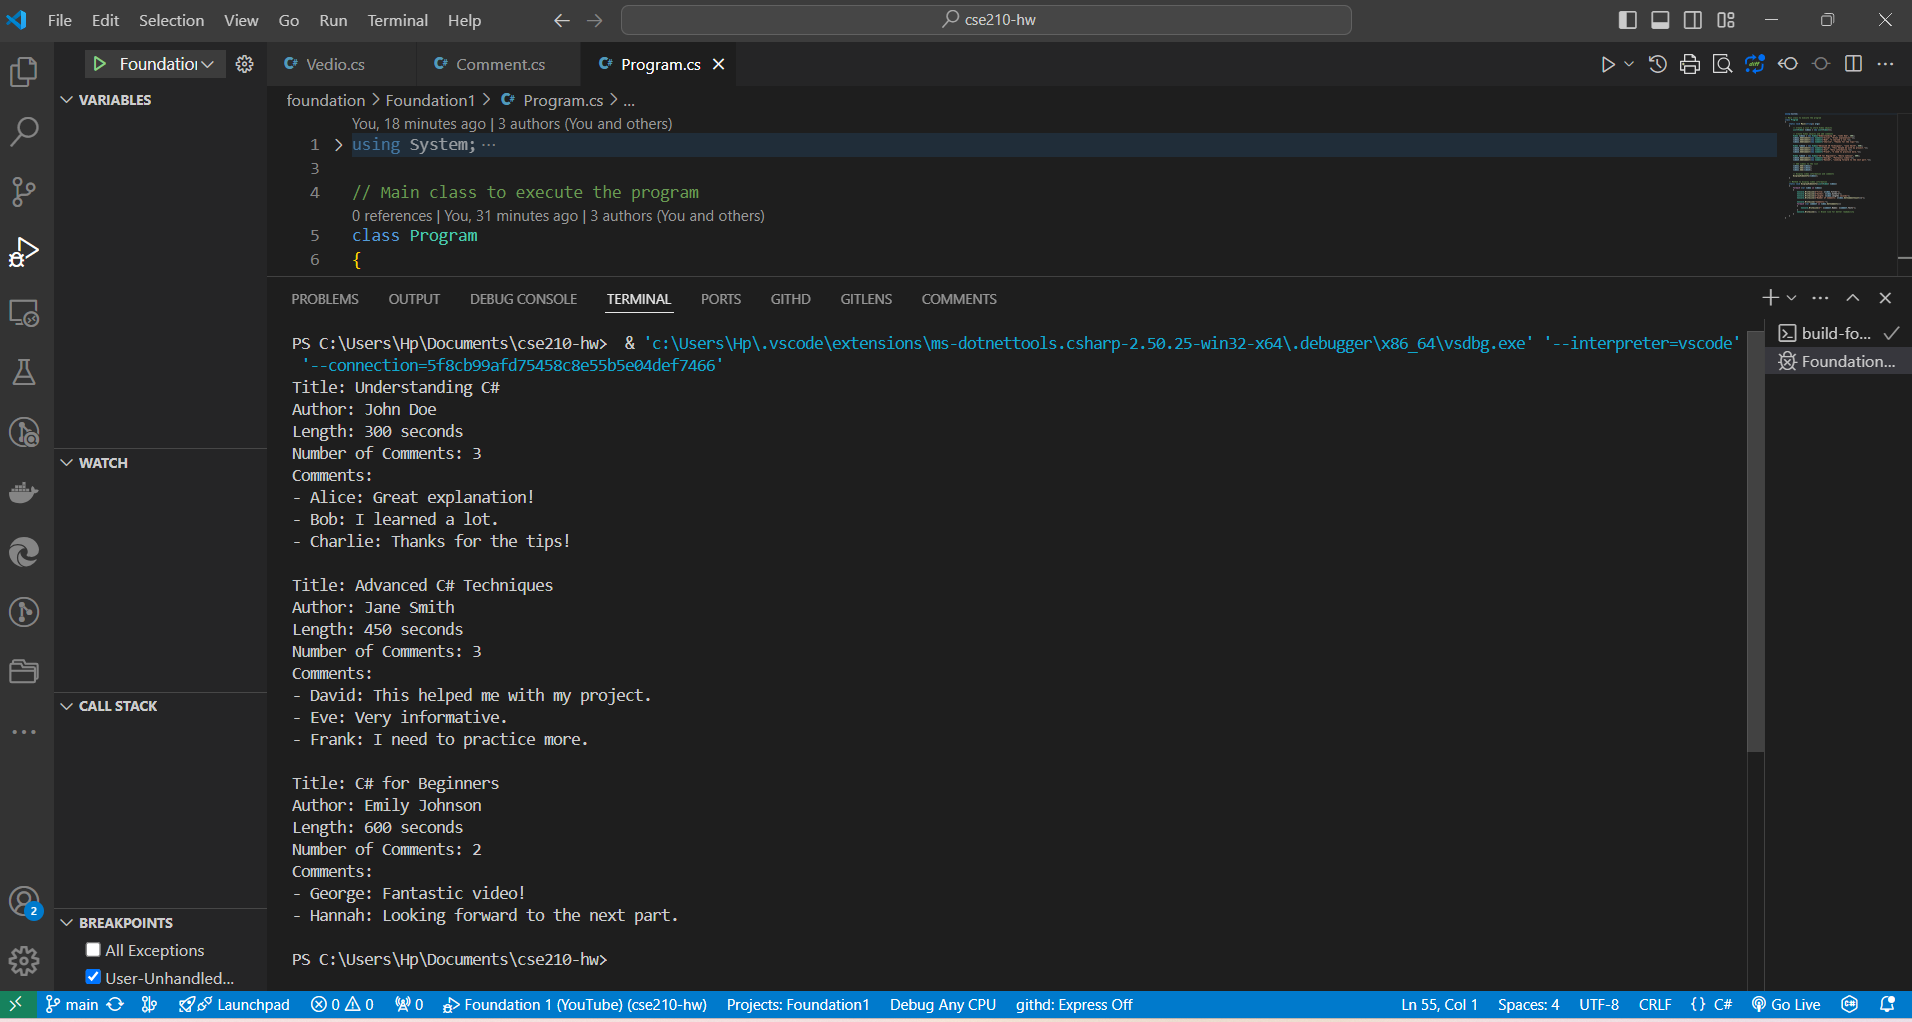 File Edit Selection View Go Run Terminal Help
cse210-hw
Foundation
Vedio.cs
Comment.cs
Program.cs
VARIABLES
foundation > Foundation1 > Program.cs > ...
You, 18 minutes ago | 3 authors (You and others)
1 using System; ...
3
4 // Main class to execute the program
0 references | You, 31 minutes ago | 3 authors (You and others)
5 class Program
6 {
PROBLEMS OUTPUT DEBUG CONSOLE TERMINAL PORTS GITHD GITLENS COMMENTS
PS C:\Users\Hp\Documents\cse210-hw> & 'c:\Users\Hp\.vscode\extensions\ms-dotnettools.csharp-2.50.25-win32-x64\.debugger\x86_64\vsdbg.exe' '--interpreter=vscode'
'--connection=5f8cb99afd75458c8e55b5e04def7466'
build-fo...
Foundation...
Title: Understanding C#
Author: John Doe
Length: 300 seconds
Number of Comments: 3
Comments:
- Alice: Great explanation!
- Bob: I learned a lot.
- Charlie: Thanks for the tips!
WATCH
Title: Advanced C# Techniques
Author: Jane Smith
Length: 450 seconds
Number of Comments: 3
Comments:
- David: This helped me with my project.
- Eve: Very informative.
- Frank: I need to practice more.
CALL STACK
Title: C# for Beginners
Author: Emily Johnson
Length: 600 seconds
Number of Comments: 2
Comments:
- George: Fantastic video!
- Hannah: Looking forward to the next part.
PS C:\Users\Hp\Documents\cse210-hw>
2
BREAKPOINTS
All Exceptions
User-Unhandled...
main Launchpad 0 0 0 Foundation 1 (YouTube) (cse210-hw) Projects: Foundation1 Debug Any CPU githd: Express Off Ln 55, Col 1 Spaces: 4 UTF-8 CRLF {} C# Go Live